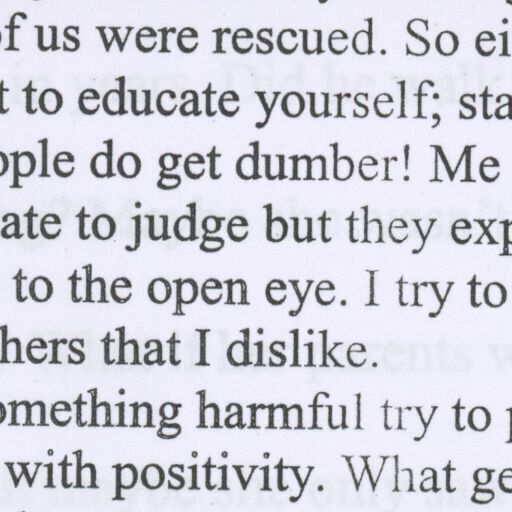 of us were rescued. So ei
t to educate yourself; sta
ople do get dumber! Me
ate to judge but they exp
to the open eye. I try to
hers that I dislike.
omething harmful try to p
with positivity. What ge